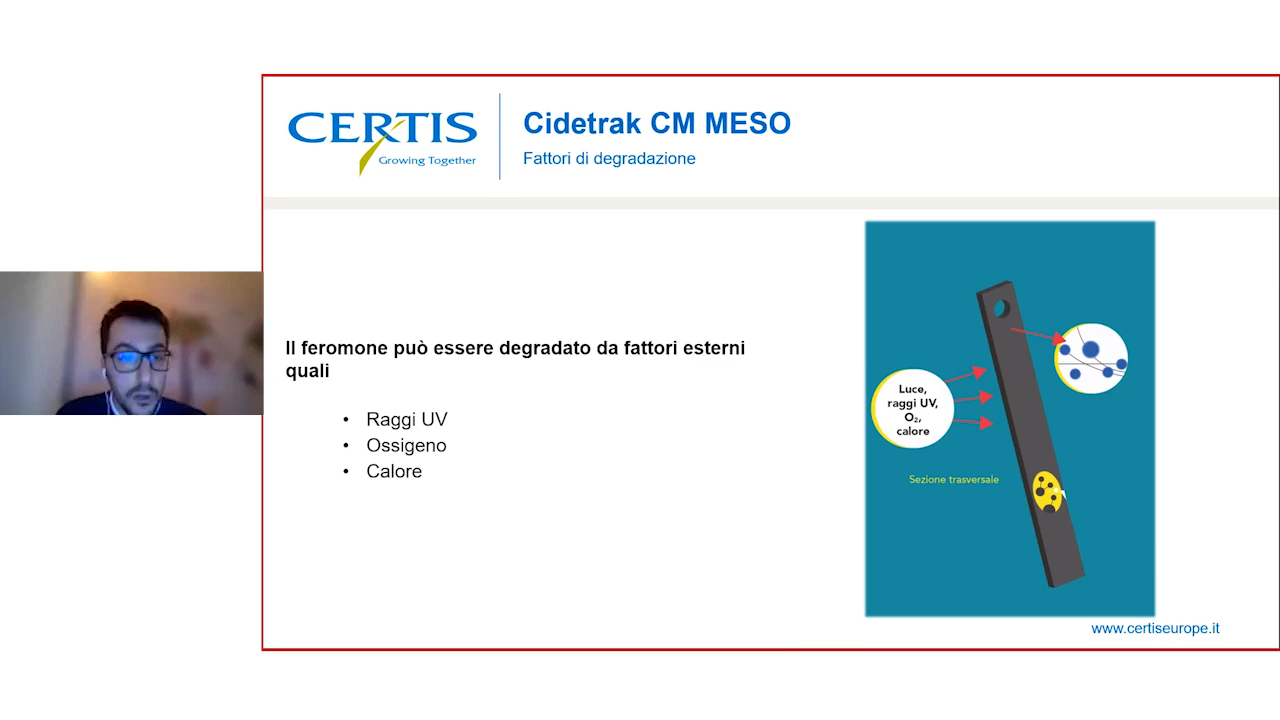 CERTIS
Growing Together
Cidetrak CM MESO
Fattori di degradazione
Il feromone può essere degradato da fattori esterni
quali
• Raggi UV
• Ossigeno
• Calore
Luce,
raggi UV,
O₂,
calore
Sezione trasversale
www.certiseurope.it